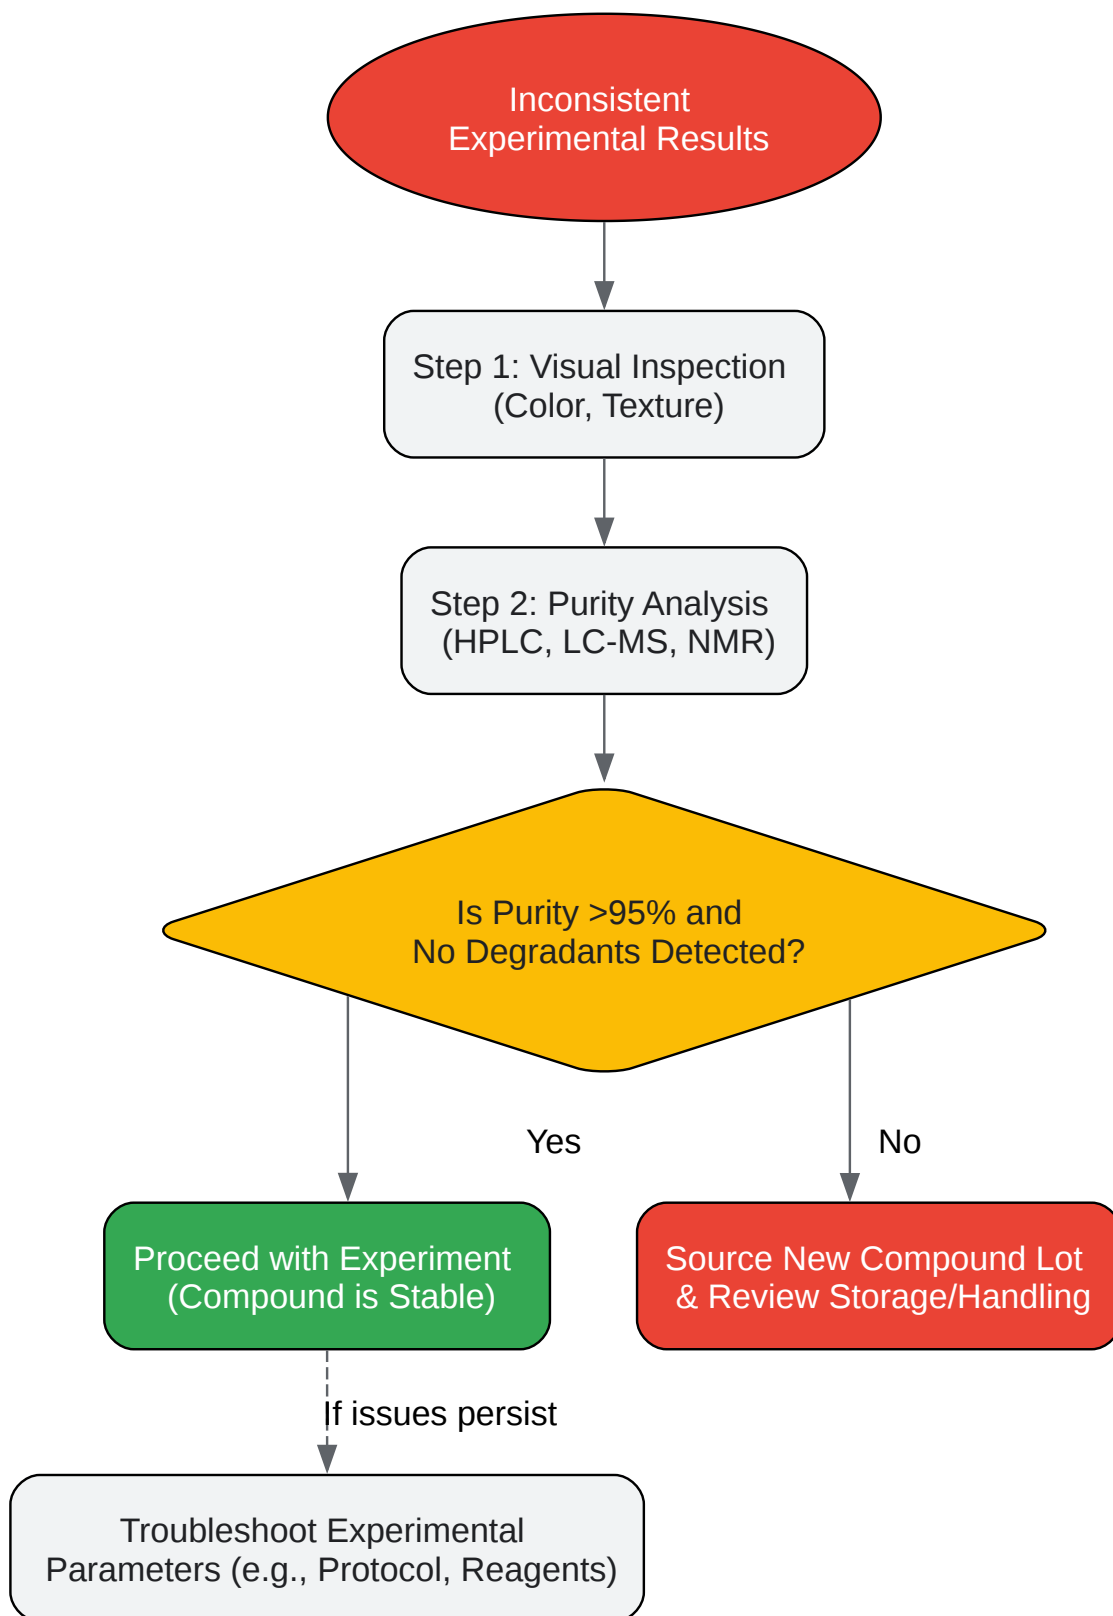 Inconsistent
Experimental Results
Step 1: Visual Inspection
(Color, Texture)
Step 2: Purity Analysis
(HPLC, LC-MS, NMR)
Is Purity >95% and
No Degradants Detected?
Yes
No
Proceed with Experiment
(Compound is Stable)
Source New Compound Lot
& Review Storage/Handling
If issues persist
Troubleshoot Experimental
Parameters (e.g., Protocol, Reagents)